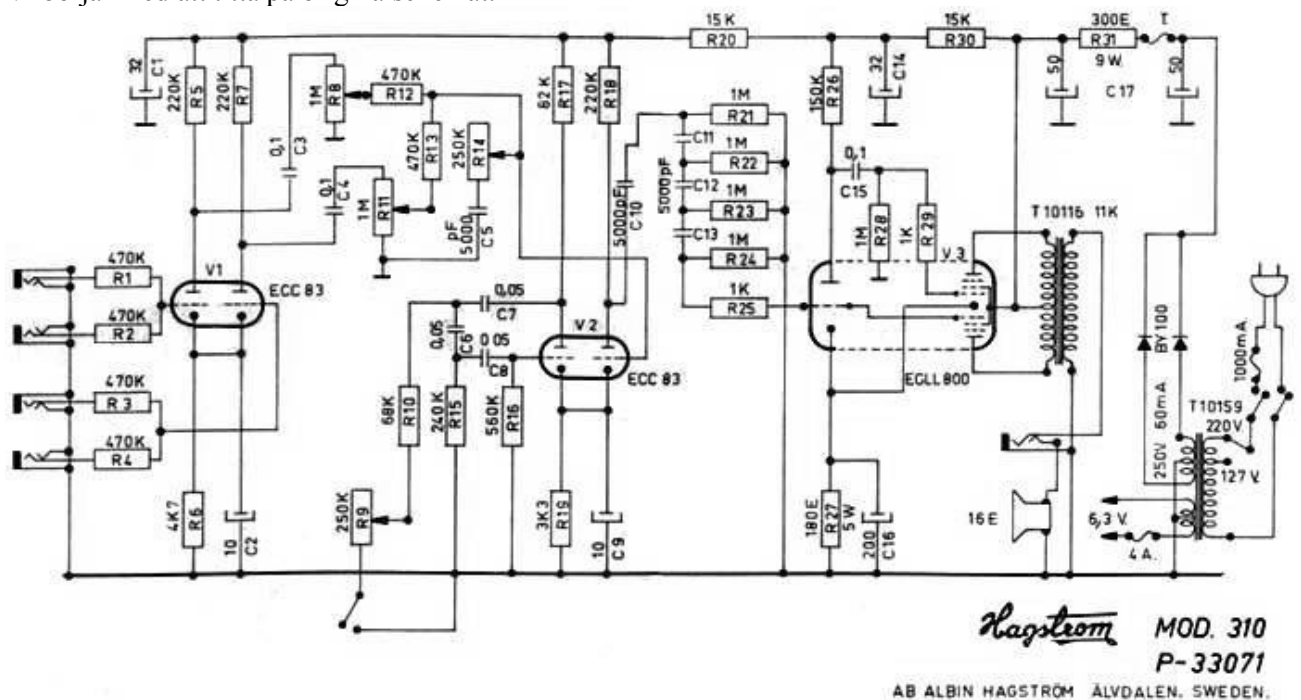 15K
R20
15K
R30
300E
R31
9 W.
T.
32
C1
220K
R5
220K
R7
1M
R8
470K
R12
62K
R17
220K
R18
150K
R26
32
C14
50
C 17
50
470K
R13
250K
R14
0,1
C3
0,1
C4
1M
R11
5000
pF
C5
5000pF
C10
1M
R21
C11
1M
R22
C12
5000pF
1M
R23
C13
1M
R24
1K
R25
0,1
C15
1M
R28
1K
R29
T 10116 11K
V 3
EGLL 800
470K
R1
470K
R2
470K
R3
470K
R4
V1
ECC 83
0,05
C7
0,05
C6
0 05
C8
V 2
ECC 83
68K
R10
240K
R15
560K
R16
250K
R9
4K7
R6
10
C2
3K3
R19
10
C9
180E
R27
5 W
200
C16
16E
BY 100
250V 60mA
1000mA.
T10159
220 V.
127 V.
6,3 V.
4 A.
Hagstrom
MOD. 310
P-33071
AB ALBIN HAGSTRÖM ÄLVDALEN, SWEDEN.